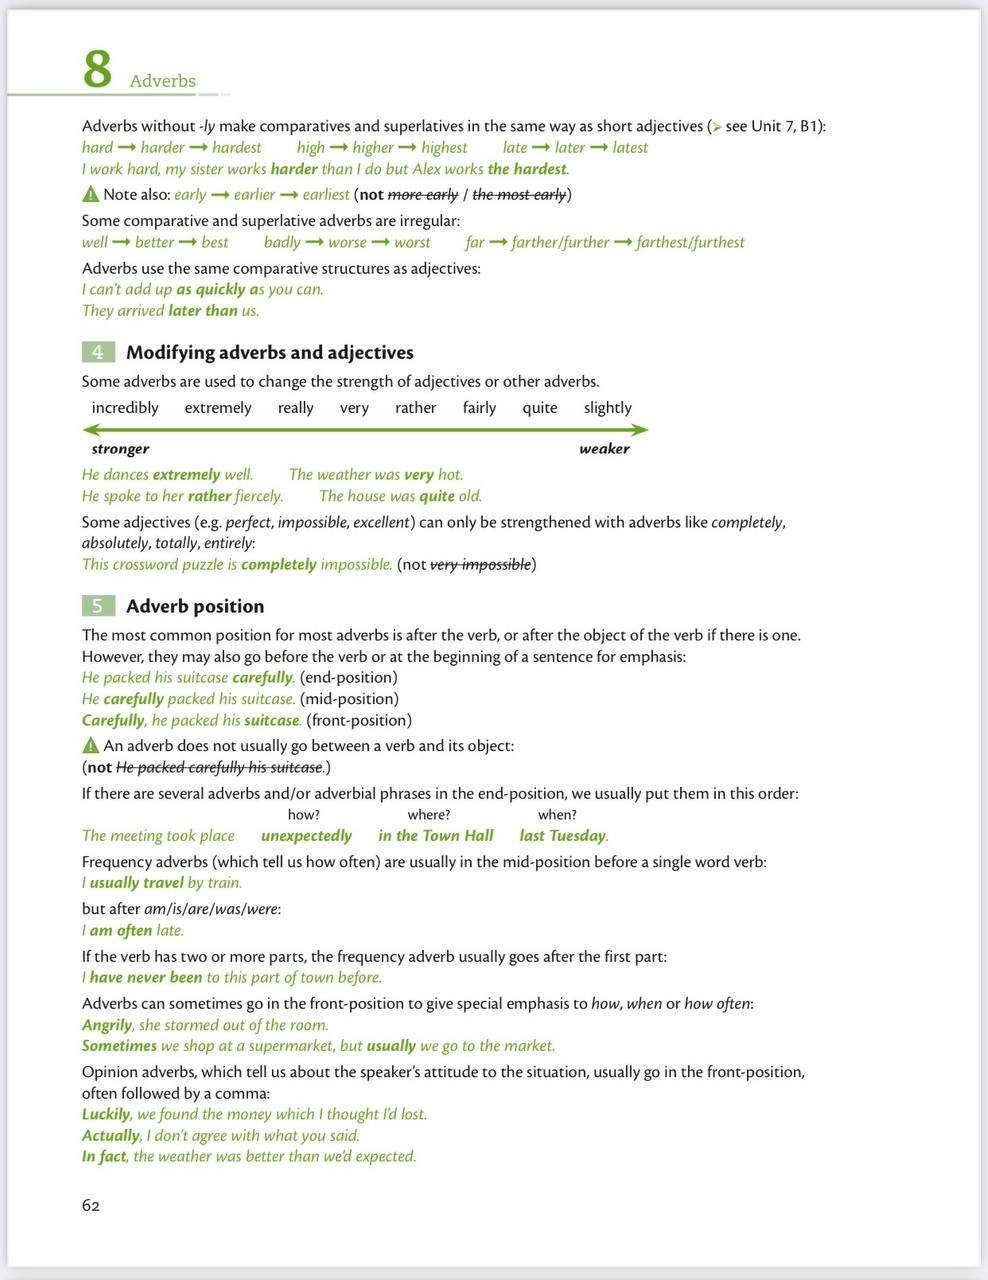 8 Adverbs
Adverbs without -ly make comparatives and superlatives in the same way as short adjectives (➢ see Unit 7, B1):
hard → harder → hardest high → higher → highest late → later → latest
I work hard, my sister works harder than I do but Alex works the hardest.
⚠ Note also: early → earlier → earliest (not more early / the most early)
Some comparative and superlative adverbs are irregular:
well → better → best badly → worse → worst far → farther/further → farthest/furthest
Adverbs use the same comparative structures as adjectives:
I can't add up as quickly as you can.
They arrived later than us.
4 Modifying adverbs and adjectives
Some adverbs are used to change the strength of adjectives or other adverbs.
incredibly extremely really very rather fairly quite slightly
stronger weaker
He dances extremely well. The weather was very hot.
He spoke to her rather fiercely. The house was quite old.
Some adjectives (e.g. perfect, impossible, excellent) can only be strengthened with adverbs like completely,
absolutely, totally, entirely:
This crossword puzzle is completely impossible. (not very impossible)
5 Adverb position
The most common position for most adverbs is after the verb, or after the object of the verb if there is one.
However, they may also go before the verb or at the beginning of a sentence for emphasis:
He packed his suitcase carefully. (end-position)
He carefully packed his suitcase. (mid-position)
Carefully, he packed his suitcase. (front-position)
⚠ An adverb does not usually go between a verb and its object:
(not He packed carefully his suitcase.)
If there are several adverbs and/or adverbial phrases in the end-position, we usually put them in this order:
how? where? when?
The meeting took place unexpectedly in the Town Hall last Tuesday.
Frequency adverbs (which tell us how often) are usually in the mid-position before a single word verb:
I usually travel by train.
but after am/is/are/was/were:
I am often late.
If the verb has two or more parts, the frequency adverb usually goes after the first part:
I have never been to this part of town before.
Adverbs can sometimes go in the front-position to give special emphasis to how, when or how often:
Angrily, she stormed out of the room.
Sometimes we shop at a supermarket, but usually we go to the market.
Opinion adverbs, which tell us about the speaker's attitude to the situation, usually go in the front-position,
often followed by a comma:
Luckily, we found the money which I thought I'd lost.
Actually, I don't agree with what you said.
In fact, the weather was better than we'd expected.
62